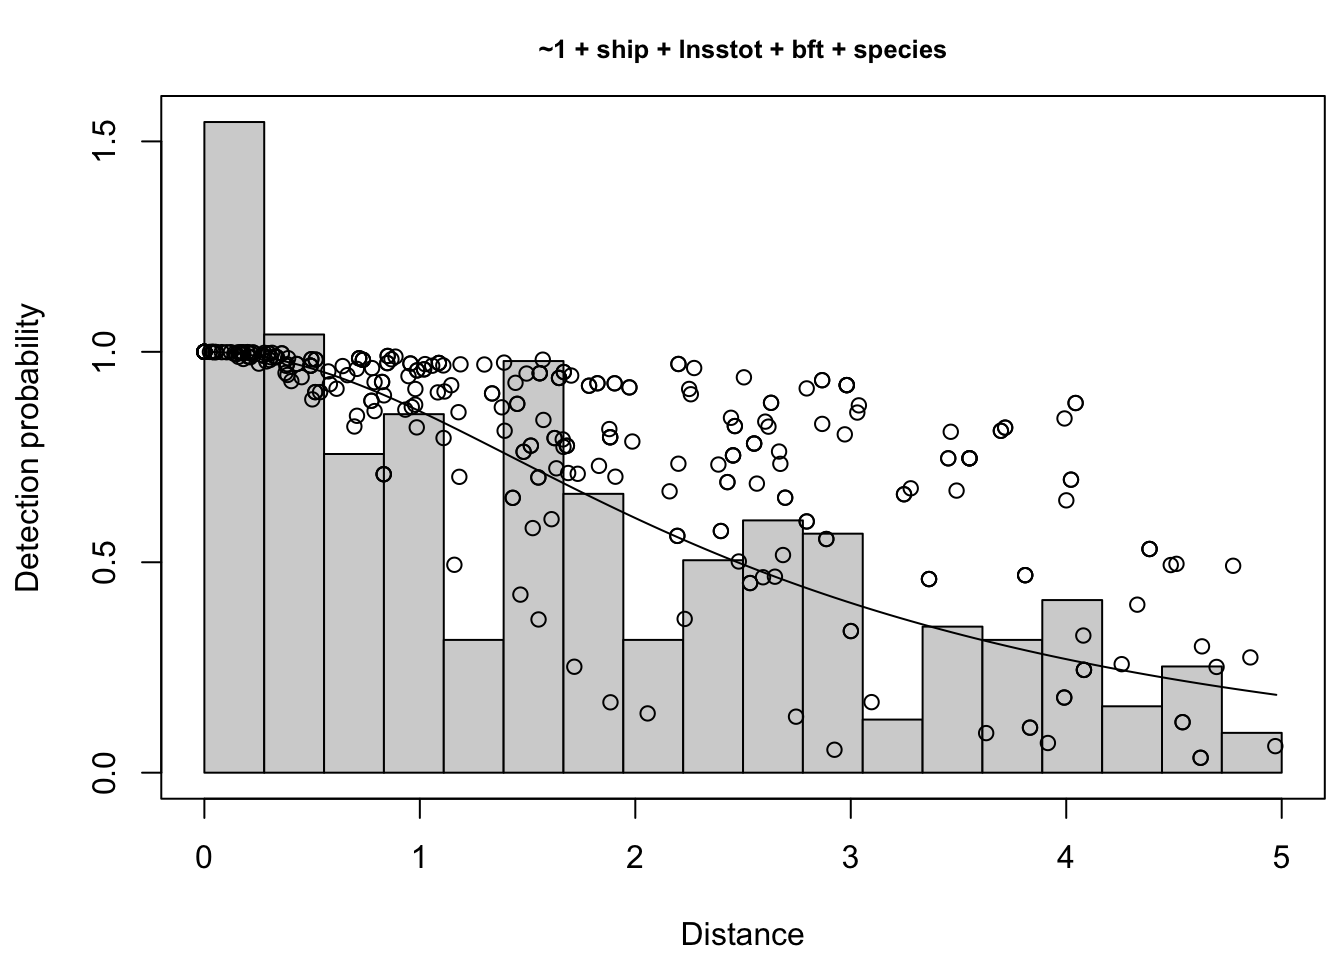 ~1 + ship + lnsstot + bft + species
Detection probability
1.5
1.0
0.5
0.0
0 1 2 3 4 5
Distance